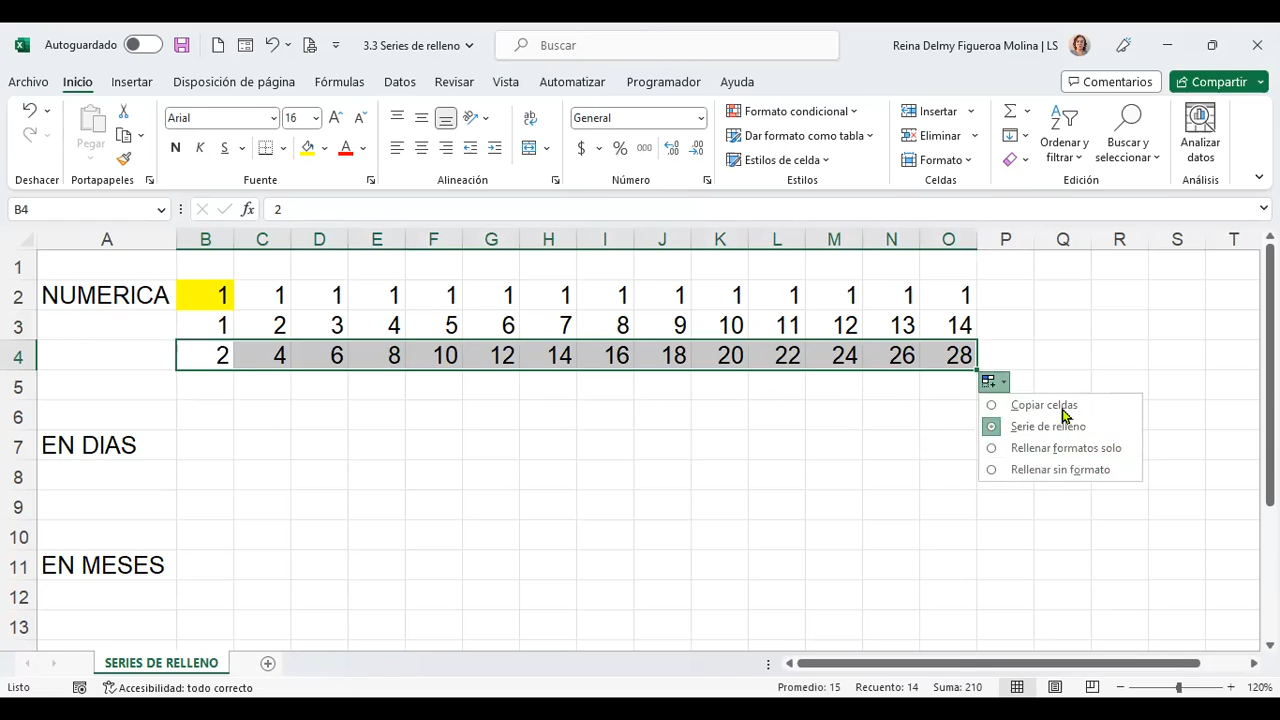 Autoguardado
3.3 Series de relleno
Buscar
Reina Delmy Figueroa Molina | LS
Archivo Inicio Insertar Disposición de página Fórmulas Datos Revisar Vista Automatizar Programador Ayuda Comentarios Compartir
Pegar
Arial 16
N K S
General
$ % 000
Formato condicional
Dar formato como tabla
Estilos de celda
Insertar
Eliminar
Formato
Ordenar y filtrar
Buscar y seleccionar
Analizar datos
Deshacer Portapapeles Fuente Alineación Número Estilos Celdas Edición Análisis
B4 fx 2
A B C D E F G H I J K L M N O P Q R S T
1
2 NUMERICA 1 1 1 1 1 1 1 1 1 1 1 1 1 1
3 1 2 3 4 5 6 7 8 9 10 11 12 13 14
4 2 4 6 8 10 12 14 16 18 20 22 24 26 28
5
Copiar celdas
6
Serie de relleno
7 EN DIAS
Rellenar formatos solo
8
Rellenar sin formato
9
10
11 EN MESES
12
13
SERIES DE RELLENO
Listo Accesibilidad: todo correcto Promedio: 15 Recuento: 14 Suma: 210 120%